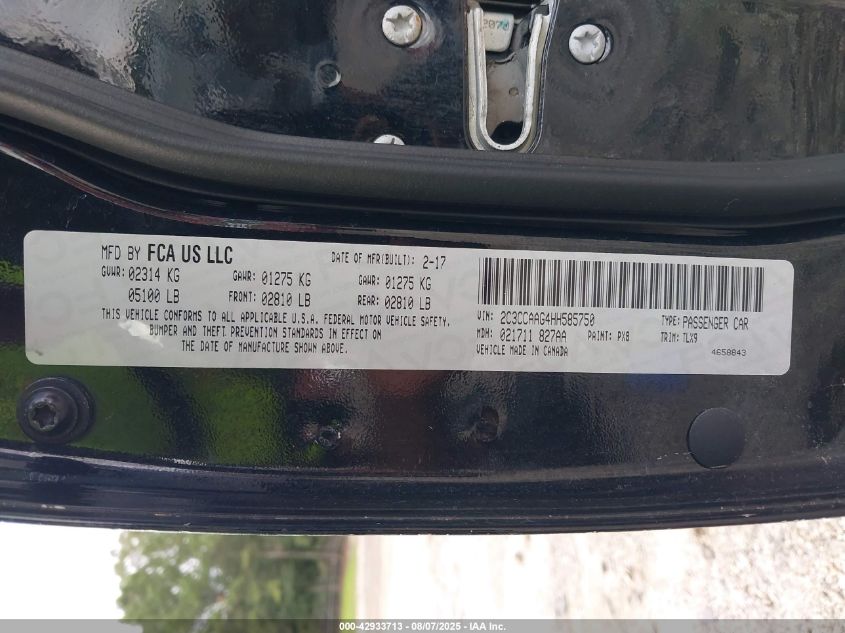 2070
MFD BY FCA US LLC DATE OF MFR(BUILT): 2-17
GVWR: 02314 KG GAWR: 01275 KG GAWR: 01275 KG
05100 LB FRONT: 02810 LB REAR: 02810 LB
THIS VEHICLE CONFORMS TO ALL APPLICABLE U.S.A. FEDERAL MOTOR VEHICLE SAFETY,
BUMPER AND THEFT PREVENTION STANDARDS IN EFFECT ON
THE DATE OF MANUFACTURE SHOWN ABOVE.
VIN: 2C3CCAAG4HH585750 TYPE: PASSENGER CAR
MDH: 021711 827AA PAINT: PX8 TRIM: TLX9
VEHICLE MADE IN CANADA 4658843
000-42933713 - 08/07/2025 - IAA Inc.